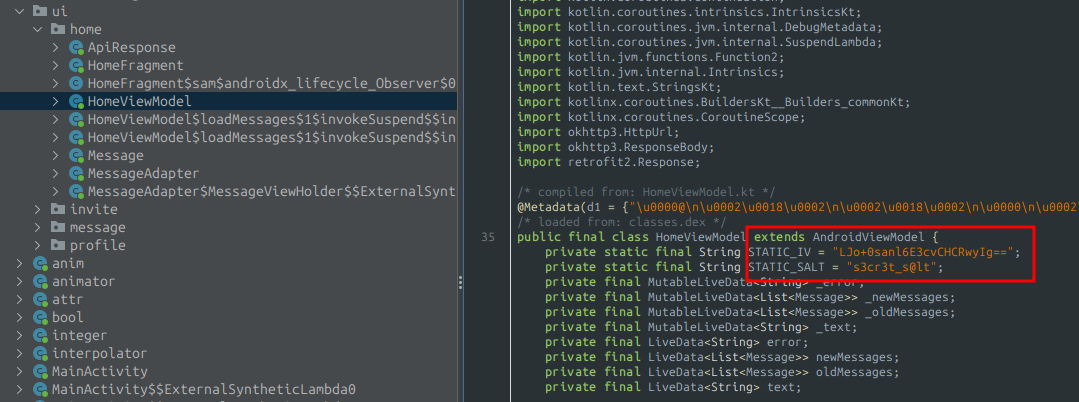 ui
home
ApiResponse
HomeFragment
HomeFragment$sam$androidx_lifecycle_Observer$0
HomeViewModel
HomeViewModel$loadMessages$1$invokeSuspend$$in
HomeViewModel$loadMessages$1$invokeSuspend$$in
Message
MessageAdapter
MessageAdapter$MessageViewHolder$$ExternalSynt
invite
message
profile
anim
animator
attr
bool
integer
interpolator
MainActivity
MainActivity$$ExternalSyntheticLambda0
import kotlin.coroutines.intrinsics.IntrinsicsKt;
import kotlin.coroutines.jvm.internal.DebugMetadata;
import kotlin.coroutines.jvm.internal.SuspendLambda;
import kotlin.jvm.functions.Function2;
import kotlin.jvm.internal.Intrinsics;
import kotlin.text.StringsKt;
import kotlinx.coroutines.BuildersKt__Builders_commonKt;
import kotlinx.coroutines.CoroutineScope;
import okhttp3.HttpUrl;
import okhttp3.ResponseBody;
import retrofit2.Response;
/* compiled from: HomeViewModel.kt */
@Metadata(d1 = {"\u0000@\n\u0002\u0018\u0002\n\u0002\u0018\u0002\n\u0000\n\u0002
/* loaded from: classes.dex */
35 public final class HomeViewModel extends AndroidViewModel {
private static final String STATIC_IV = "LJo+0sanl6E3cvCHCRwyIg==";
private static final String STATIC_SALT = "s3cr3t_s@lt";
private final MutableLiveData<String> _error;
private final MutableLiveData<List<Message>> _newMessages;
private final MutableLiveData<List<Message>> _oldMessages;
private final MutableLiveData<String> _text;
private final LiveData<String> error;
private final LiveData<List<Message>> newMessages;
private final LiveData<List<Message>> oldMessages;
private final LiveData<String> text;